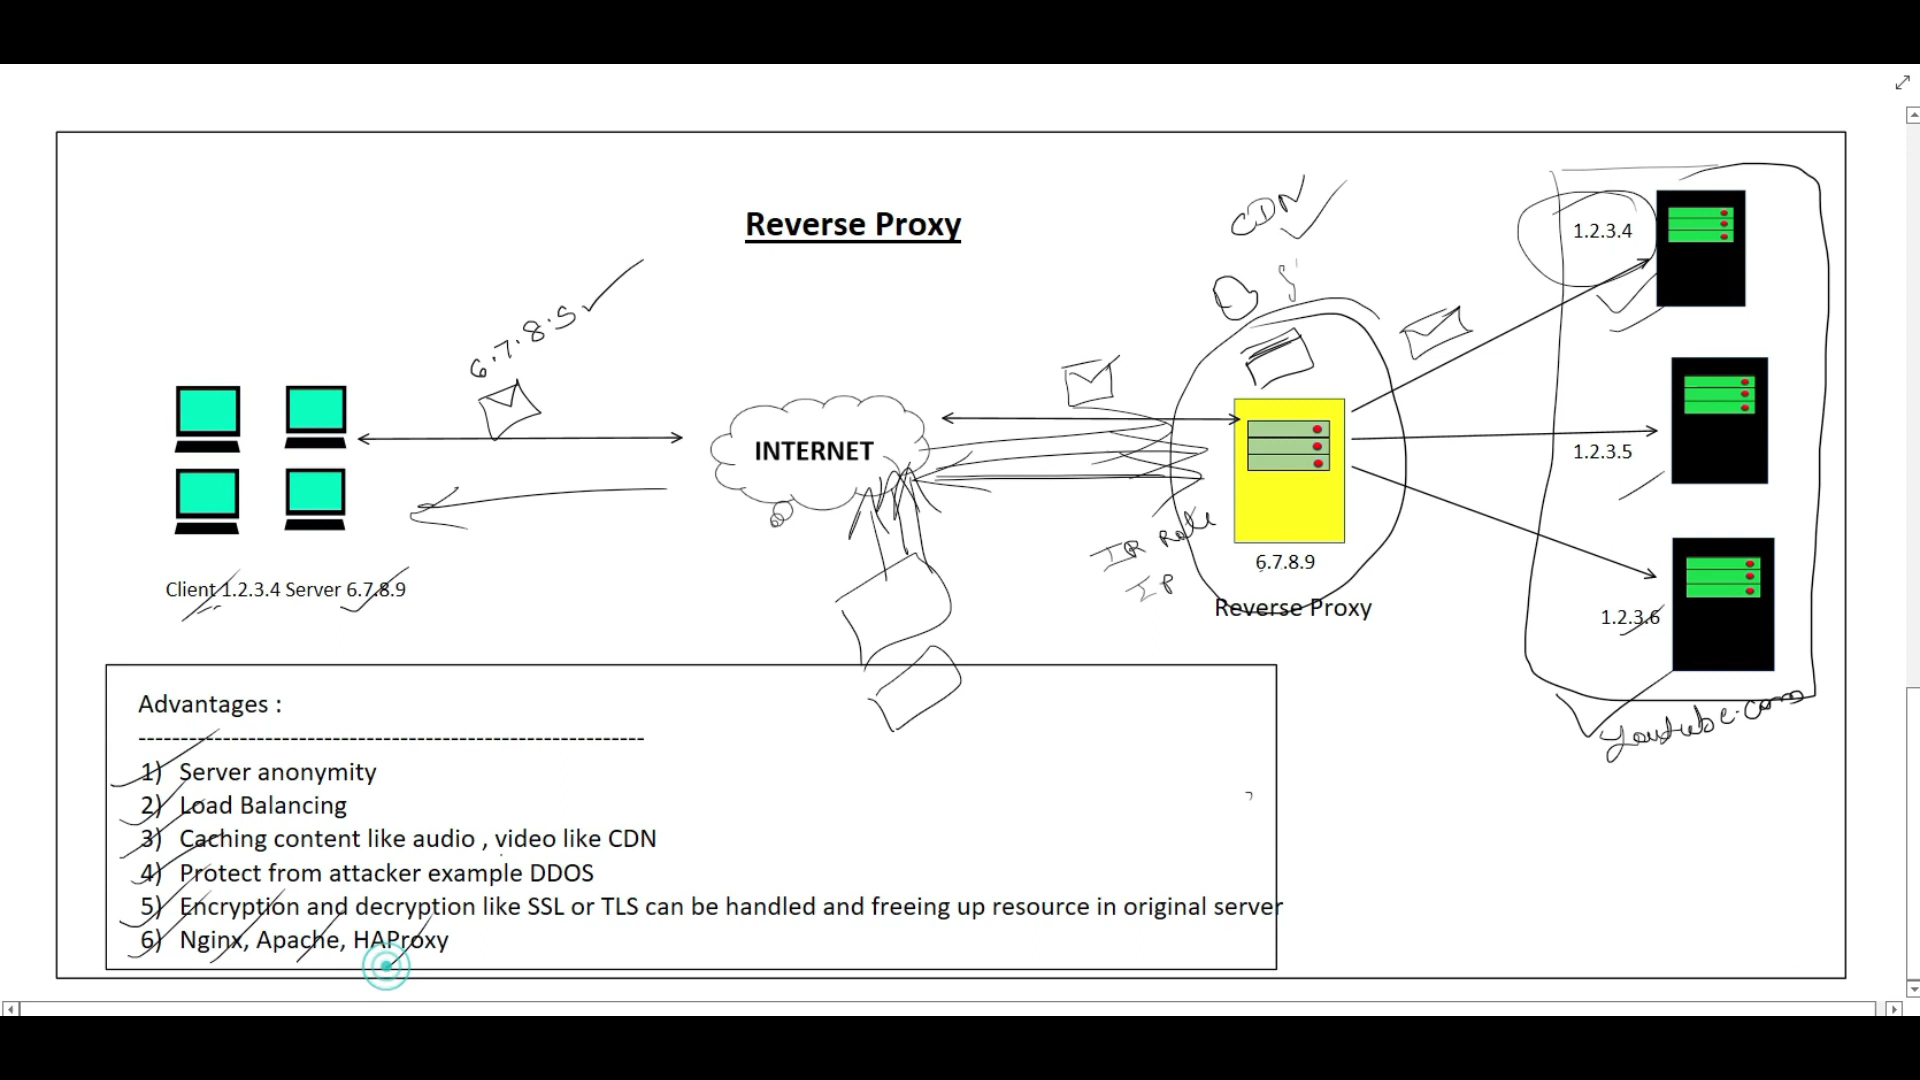 Reverse Proxy
CDN
1.2.3.4
6.7.8.5
INTERNET
1.2.3.5
6.7.8.9
Client 1.2.3.4 Server 6.7.8.9
IP
Reverse Proxy
1.2.3.6
Youtube.com
Advantages :
----------------------------------------------------------
1) Server anonymity
2) Load Balancing
3) Caching content like audio , video like CDN
4) Protect from attacker example DDOS
5) Encryption and decryption like SSL or TLS can be handled and freeing up resource in original server
6) Nginx, Apache, HAProxy